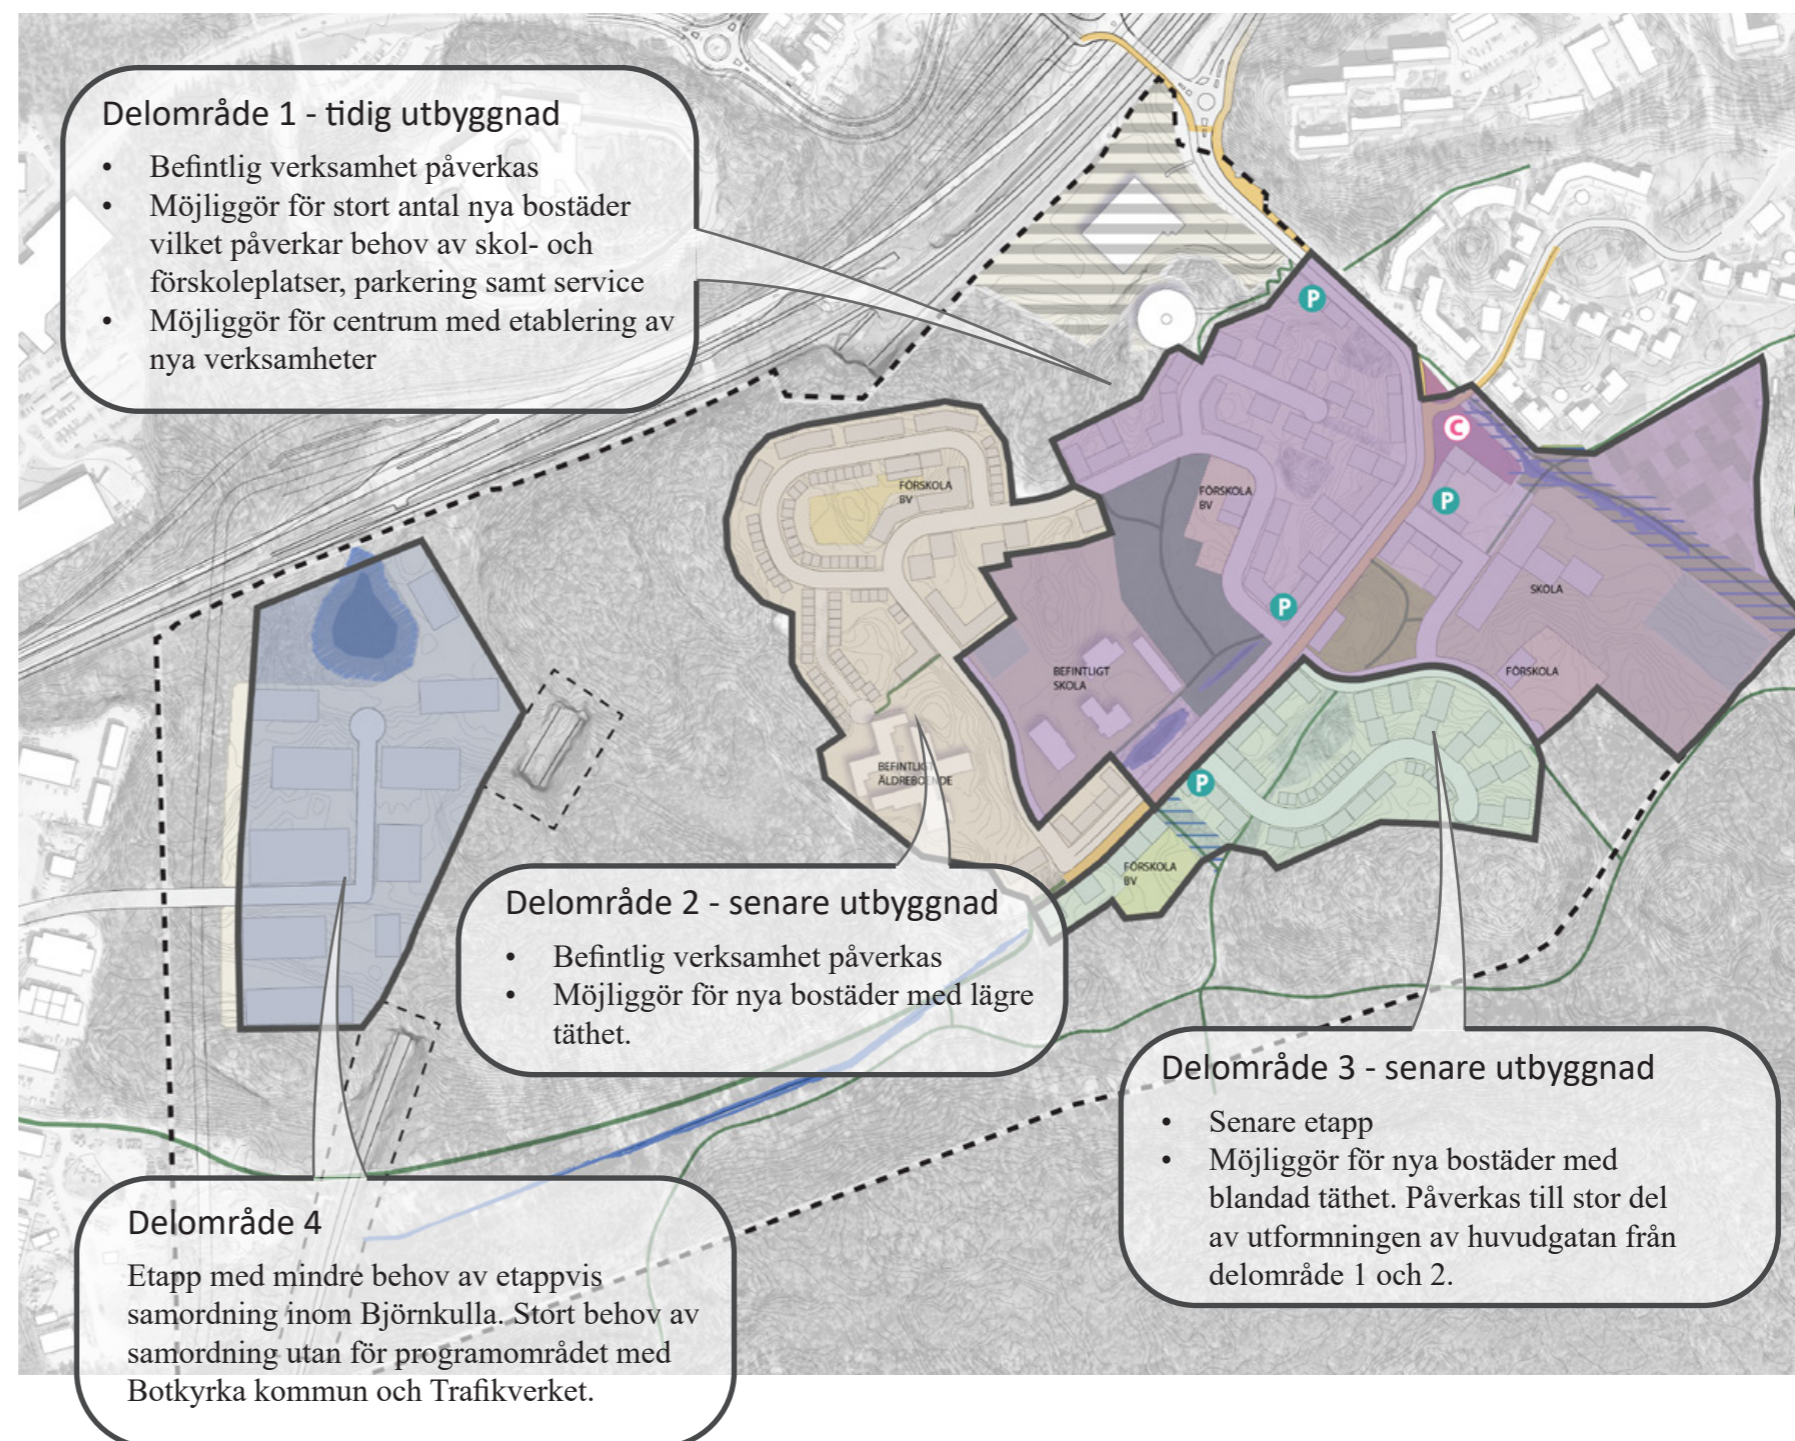 Delområde 1 - tidig utbyggnad
• Befintlig verksamhet påverkas
• Möjliggör för stort antal nya bostäder
vilket påverkar behov av skol- och
förskoleplatser, parkering samt service
• Möjliggör för centrum med etablering av
nya verksamheter
P
C
FÖRSKOLA
BV
FÖRSKOLA
BV
P
SKOLA
P
BEFINTLIGT
SKOLA
FÖRSKOLA
BEFINTLIGT
ÄLDREBOENDE
P
FÖRSKOLA
BV
Delområde 2 - senare utbyggnad
• Befintlig verksamhet påverkas
• Möjliggör för nya bostäder med lägre
täthet.
Delområde 3 - senare utbyggnad
• Senare etapp
• Möjliggör för nya bostäder med
blandad täthet. Påverkas till stor del
av utformningen av huvudgatan från
delområde 1 och 2.
Delområde 4
Etapp med mindre behov av etappvis
samordning inom Björnkulla. Stort behov av
samordning utan för programområdet med
Botkyrka kommun och Trafikverket.